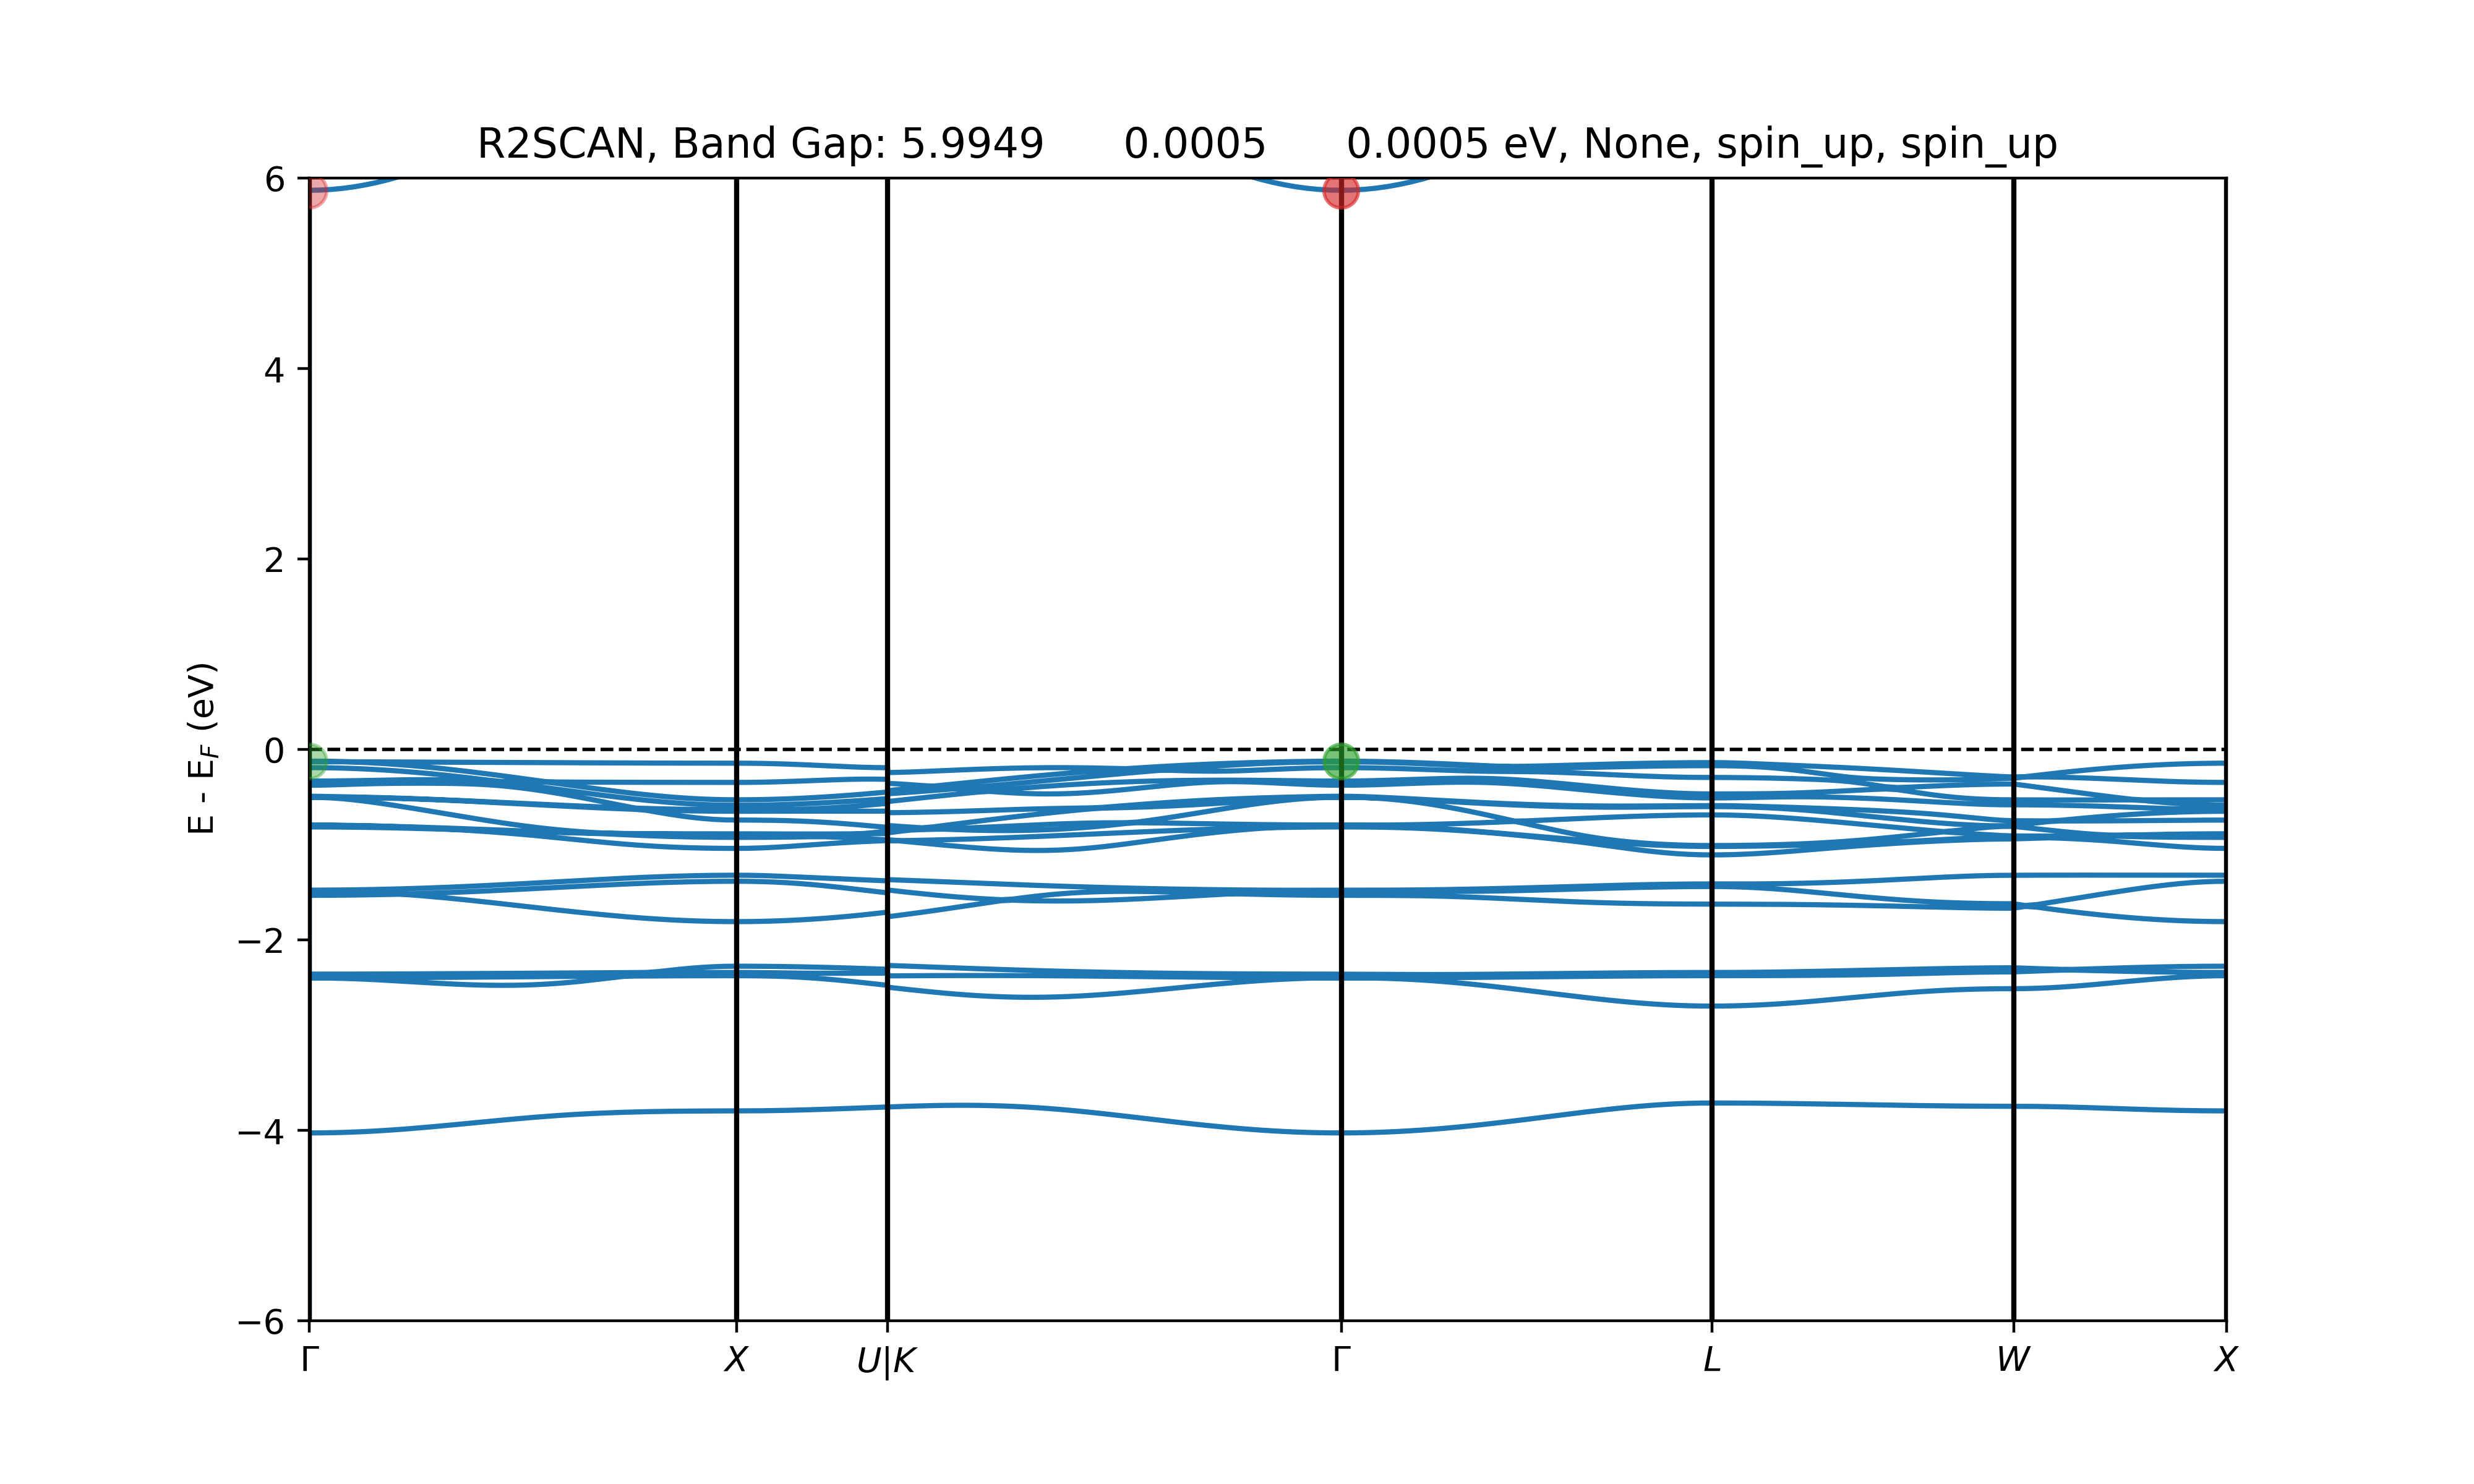 R2SCAN, Band Gap: 5.9949 0.0005 0.0005 eV, None, spin_up, spin_up
E - E_F (eV)
6
4
2
0
−2
−4
−6
Γ X U|K Γ L W X